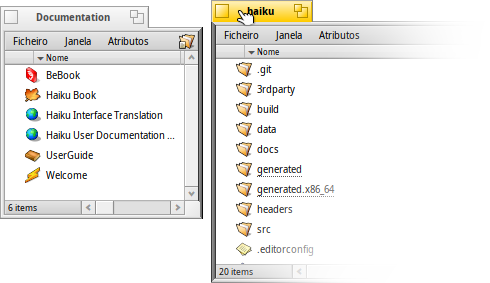 Documentation
Ficheiro Janela Atributos
Nome
BeBook
Haiku Book
Haiku Interface Translation
Haiku User Documentation ...
UserGuide
Welcome
6 items
haiku
Ficheiro Janela Atributos
Nome
.git
3rdparty
build
data
docs
generated
generated.x86_64
headers
src
.editorconfig
20 items